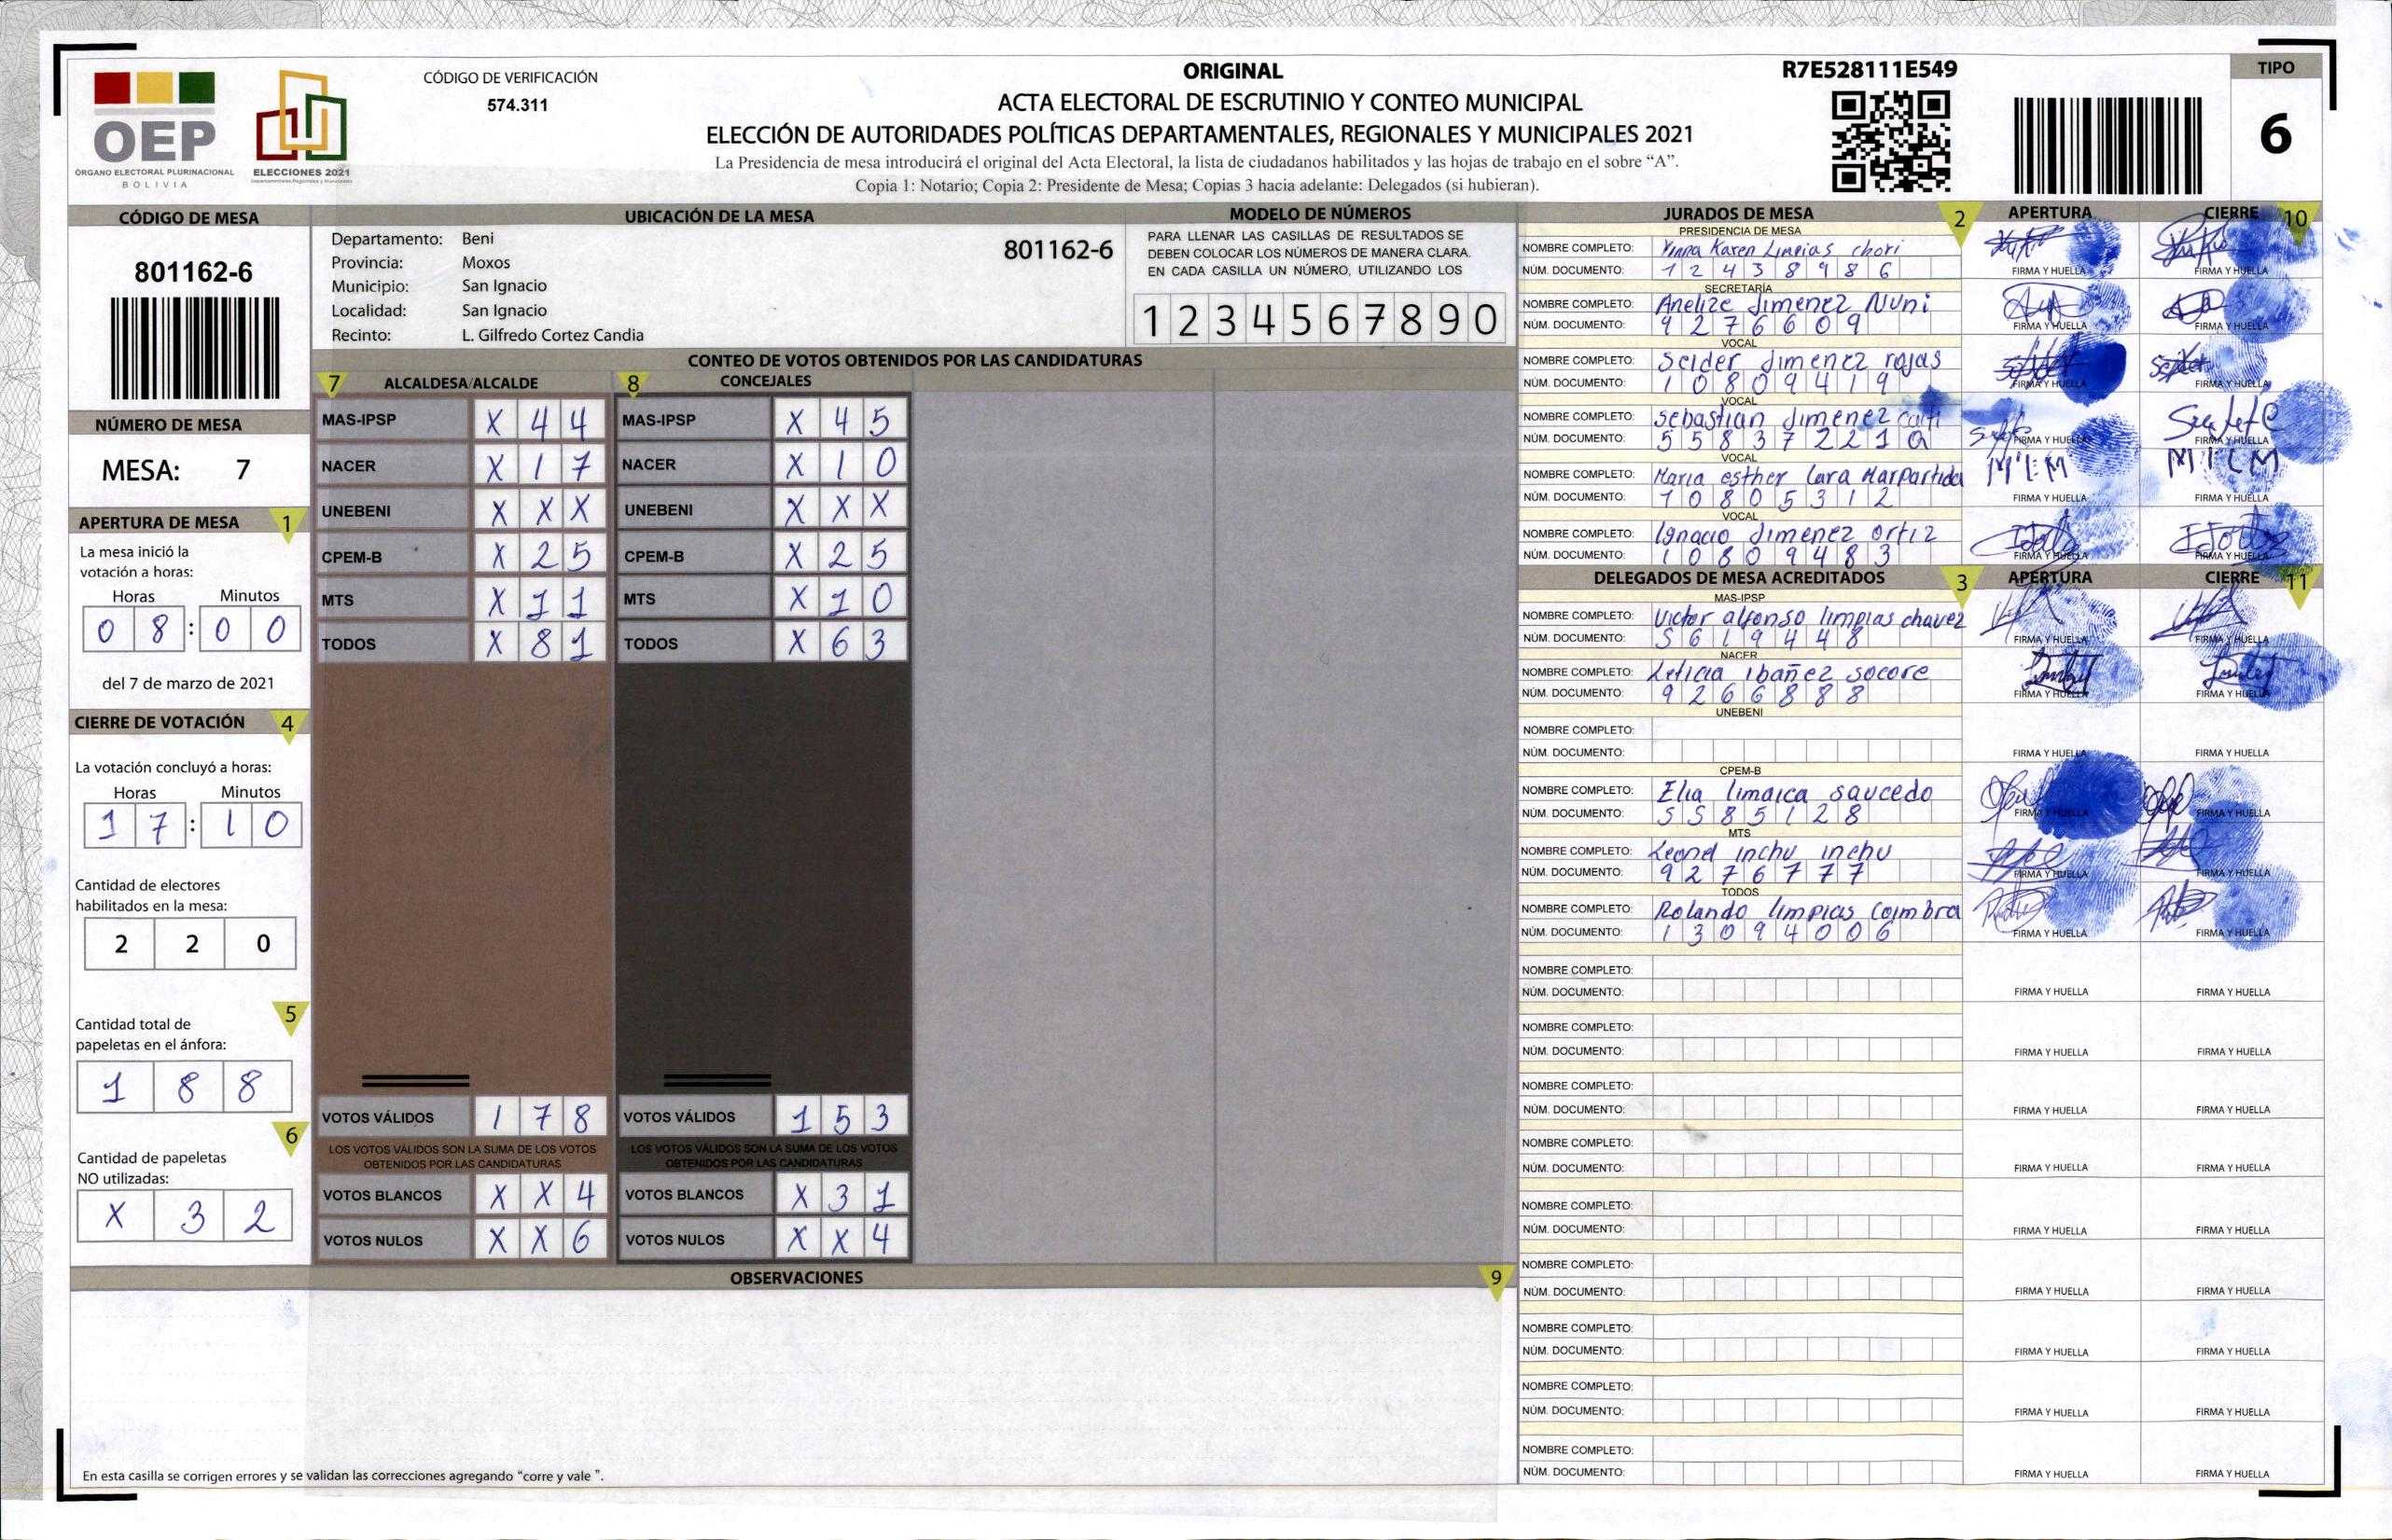 ORIGINAL
ACTA ELECTORAL DE ESCRUTINIO Y CONTEO MUNICIPAL
ELECCIÓN DE AUTORIDADES POLÍTICAS DEPARTAMENTALES, REGIONALES Y MUNICIPALES 2021
La Presidencia de mesa introducirá el original del Acta Electoral, la lista de ciudadanos habilitados y las hojas de trabajo en el sobre “A”.
Copia 1: Notario; Copia 2: Presidente de Mesa; Copias 3 hacia adelante: Delegados (si hubieran).
OEP
ÓRGANO ELECTORAL PLURINACIONAL
BOLIVIA
ELECCIONES 2021
CÓDIGO DE VERIFICACIÓN
574.311
R7E528111E549
TIPO
6
CÓDIGO DE MESA
801162-6
NÚMERO DE MESA
MESA: 7
APERTURA DE MESA 1
La mesa inició la
votación a horas:
Horas Minutos
0 8 : 0 0
del 7 de marzo de 2021
CIERRE DE VOTACIÓN 4
La votación concluyó a horas:
Horas Minutos
1 7 : 1 0
Cantidad de electores
habilitados en la mesa:
2 2 0
5
Cantidad total de
papeletas en el ánfora:
1 8 8
6
Cantidad de papeletas
NO utilizadas:
X 3 2
UBICACIÓN DE LA MESA
Departamento: Beni
Provincia: Moxos
Municipio: San Ignacio
Localidad: San Ignacio
Recinto: L. Gilfredo Cortez Candia
801162-6
MODELO DE NÚMEROS
PARA LLENAR LAS CASILLAS DE RESULTADOS SE
DEBEN COLOCAR LOS NÚMEROS DE MANERA CLARA.
EN CADA CASILLA UN NÚMERO, UTILIZANDO LOS
1 2 3 4 5 6 7 8 9 0
CONTEO DE VOTOS OBTENIDOS POR LAS CANDIDATURAS
7 ALCALDESA/ALCALDE
MAS-IPSP X 4 4
NACER X 1 7
UNEBENI X X X
CPEM-B X 2 5
MTS X 1 1
TODOS X 8 1
VOTOS VÁLIDOS 1 7 8
LOS VOTOS VÁLIDOS SON LA SUMA DE LOS VOTOS
OBTENIDOS POR LAS CANDIDATURAS
VOTOS BLANCOS X X 4
VOTOS NULOS X X 6
8 CONCEJALES
MAS-IPSP X 4 5
NACER X 1 0
UNEBENI X X X
CPEM-B X 2 5
MTS X 1 0
TODOS X 6 3
VOTOS VÁLIDOS 1 5 3
LOS VOTOS VÁLIDOS SON LA SUMA DE LOS VOTOS
OBTENIDOS POR LAS CANDIDATURAS
VOTOS BLANCOS X 3 1
VOTOS NULOS X X 4
OBSERVACIONES 9
En esta casilla se corrigen errores y se validan las correcciones agregando “corre y vale ”.
JURADOS DE MESA 2 APERTURA CIERRE 10
PRESIDENCIA DE MESA
NOMBRE COMPLETO: Karen Limpias chori
NÚM. DOCUMENTO: 1 2 4 3 8 9 8 6 FIRMA Y HUELLA FIRMA Y HUELLA
SECRETARÍA
NOMBRE COMPLETO: Anelize Jimenez Nuni
NÚM. DOCUMENTO: 9 2 7 6 6 0 9 FIRMA Y HUELLA FIRMA Y HUELLA
VOCAL
NOMBRE COMPLETO: Seider Jimenez rojas
NÚM. DOCUMENTO: 1 0 8 0 9 4 1 9 FIRMA Y HUELLA FIRMA Y HUELLA
VOCAL
NOMBRE COMPLETO: Sebastian Jimenez
NÚM. DOCUMENTO: 5 5 8 3 7 2 2 1 Q FIRMA Y HUELLA FIRMA Y HUELLA
VOCAL
NOMBRE COMPLETO: Maria esther Lara Marpartida
NÚM. DOCUMENTO: 1 0 8 0 5 3 1 2 FIRMA Y HUELLA FIRMA Y HUELLA
VOCAL
NOMBRE COMPLETO: Ignacio Jimenez Ortiz
NÚM. DOCUMENTO: 1 0 8 0 9 4 8 3 FIRMA Y HUELLA FIRMA Y HUELLA
DELEGADOS DE MESA ACREDITADOS 3 APERTURA CIERRE 11
MAS-IPSP
NOMBRE COMPLETO: Victor alfonso limpias chavez
NÚM. DOCUMENTO: 5 6 1 9 4 4 8 FIRMA Y HUELLA FIRMA Y HUELLA
NACER
NOMBRE COMPLETO: Leticia Ibañez socore
NÚM. DOCUMENTO: 9 2 6 6 8 8 8 FIRMA Y HUELLA FIRMA Y HUELLA
UNEBENI
NOMBRE COMPLETO:
NÚM. DOCUMENTO: FIRMA Y HUELLA FIRMA Y HUELLA
CPEM-B
NOMBRE COMPLETO: Elia limaica saucedo
NÚM. DOCUMENTO: 5 5 8 5 1 2 8 FIRMA Y HUELLA FIRMA Y HUELLA
MTS
NOMBRE COMPLETO: Leonel inchu inchu
NÚM. DOCUMENTO: 9 2 7 6 7 7 7 FIRMA Y HUELLA FIRMA Y HUELLA
TODOS
NOMBRE COMPLETO: Rolando limpias Coimbra
NÚM. DOCUMENTO: 1 3 0 9 4 0 0 6 FIRMA Y HUELLA FIRMA Y HUELLA
NOMBRE COMPLETO:
NÚM. DOCUMENTO: FIRMA Y HUELLA FIRMA Y HUELLA
NOMBRE COMPLETO:
NÚM. DOCUMENTO: FIRMA Y HUELLA FIRMA Y HUELLA
NOMBRE COMPLETO:
NÚM. DOCUMENTO: FIRMA Y HUELLA FIRMA Y HUELLA
NOMBRE COMPLETO:
NÚM. DOCUMENTO: FIRMA Y HUELLA FIRMA Y HUELLA
NOMBRE COMPLETO:
NÚM. DOCUMENTO: FIRMA Y HUELLA FIRMA Y HUELLA
NOMBRE COMPLETO:
NÚM. DOCUMENTO: FIRMA Y HUELLA FIRMA Y HUELLA
NOMBRE COMPLETO:
NÚM. DOCUMENTO: FIRMA Y HUELLA FIRMA Y HUELLA
NOMBRE COMPLETO:
NÚM. DOCUMENTO: FIRMA Y HUELLA FIRMA Y HUELLA
NOMBRE COMPLETO:
NÚM. DOCUMENTO: FIRMA Y HUELLA FIRMA Y HUELLA